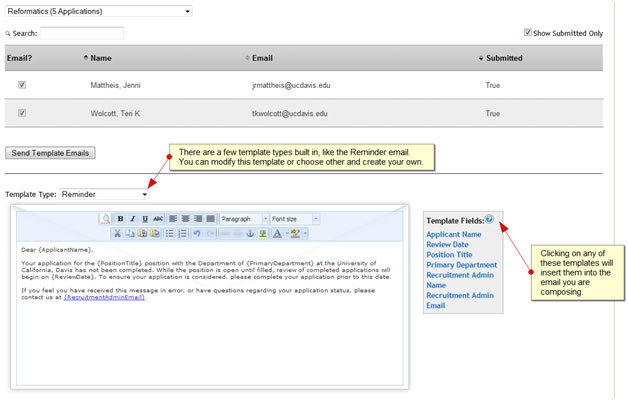 Reformatics (5 Applications)
Search:
Show Submitted Only
Email? Name Email Submitted
Mattheis, Jenni jrmattheis@ucdavis.edu True
Wolcott, Teri K tkwolcott@ucdavis.edu True
Send Template Emails
There are a few template types built in, like the Reminder email.
You can modify this template or choose other and create your own.
Template Type: Reminder
B I U ABC Paragraph Font size
Dear {ApplicantName},
Your application for the {PositionTitle} position with the Department of {PrimaryDepartment} at the University of
California, Davis has not been completed. While the position is open until filled, review of completed applications will
begin on {ReviewDate}. To ensure your application is considered, please complete your application prior to this date.
If you feel you have received this message in error, or have questions regarding your application status, please
contact us at {RecruitmentAdminEmail}.
Template Fields:
Applicant Name
Review Date
Position Title
Primary Department
Recruitment Admin
Name
Recruitment Admin
Email
Clicking on any of
these templates will
insert them into the
email you are
composing.